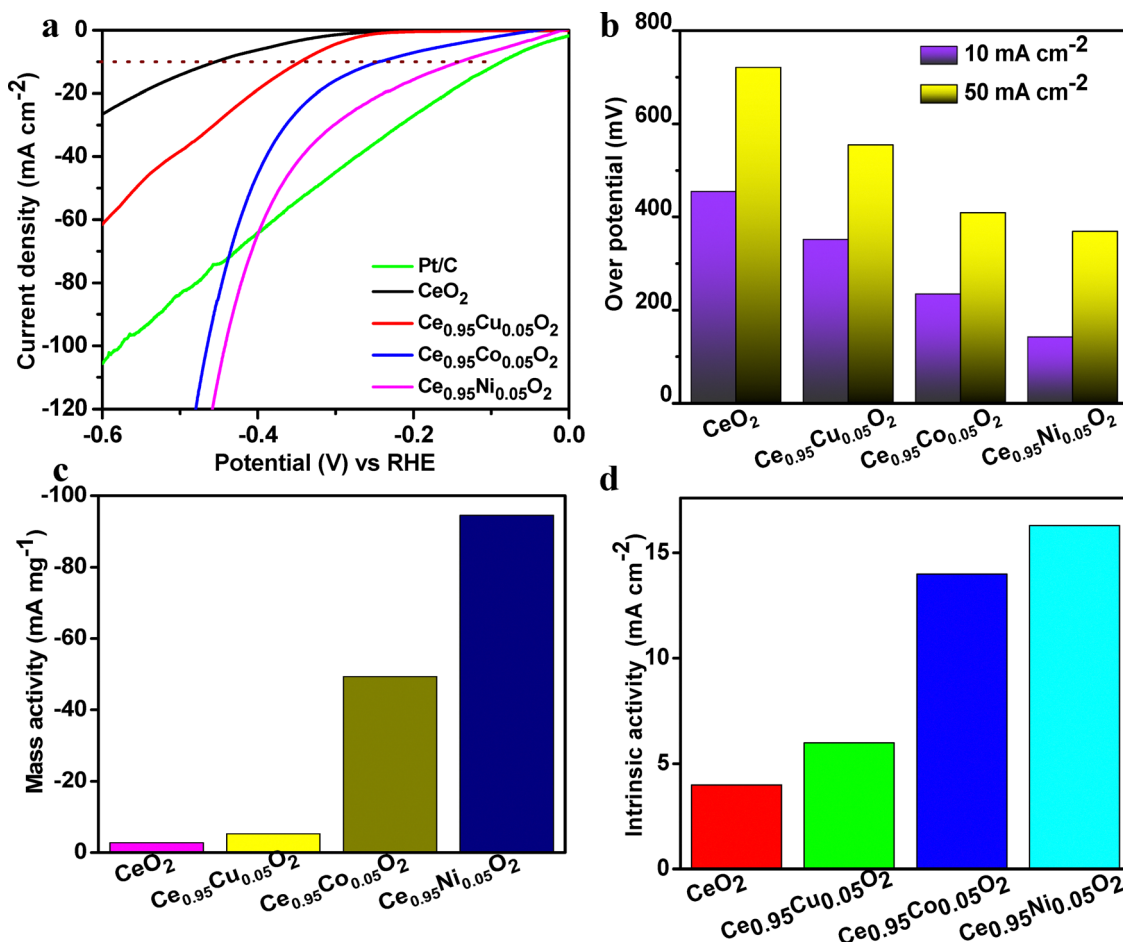 a
0
-20
-40
-60
-80
-100
-120
Current density (mA cm⁻²)
Pt/C
CeO₂
Ce₀.₉₅Cu₀.₀₅O₂
Ce₀.₉₅Co₀.₀₅O₂
Ce₀.₉₅Ni₀.₀₅O₂
-0.6 -0.4 -0.2 0.0
Potential (V) vs RHE
b
800
600
400
200
0
Over potential (mV)
10 mA cm⁻²
50 mA cm⁻²
CeO₂
Ce₀.₉₅Cu₀.₀₅O₂
Ce₀.₉₅Co₀.₀₅O₂
Ce₀.₉₅Ni₀.₀₅O₂
c
-100
-80
-60
-40
-20
0
Mass activity (mA mg⁻¹)
CeO₂
Ce₀.₉₅Cu₀.₀₅O₂
Ce₀.₉₅Co₀.₀₅O₂
Ce₀.₉₅Ni₀.₀₅O₂
d
15
10
5
0
Intrinsic activity (mA cm⁻²)
CeO₂
Ce₀.₉₅Cu₀.₀₅O₂
Ce₀.₉₅Co₀.₀₅O₂
Ce₀.₉₅Ni₀.₀₅O₂